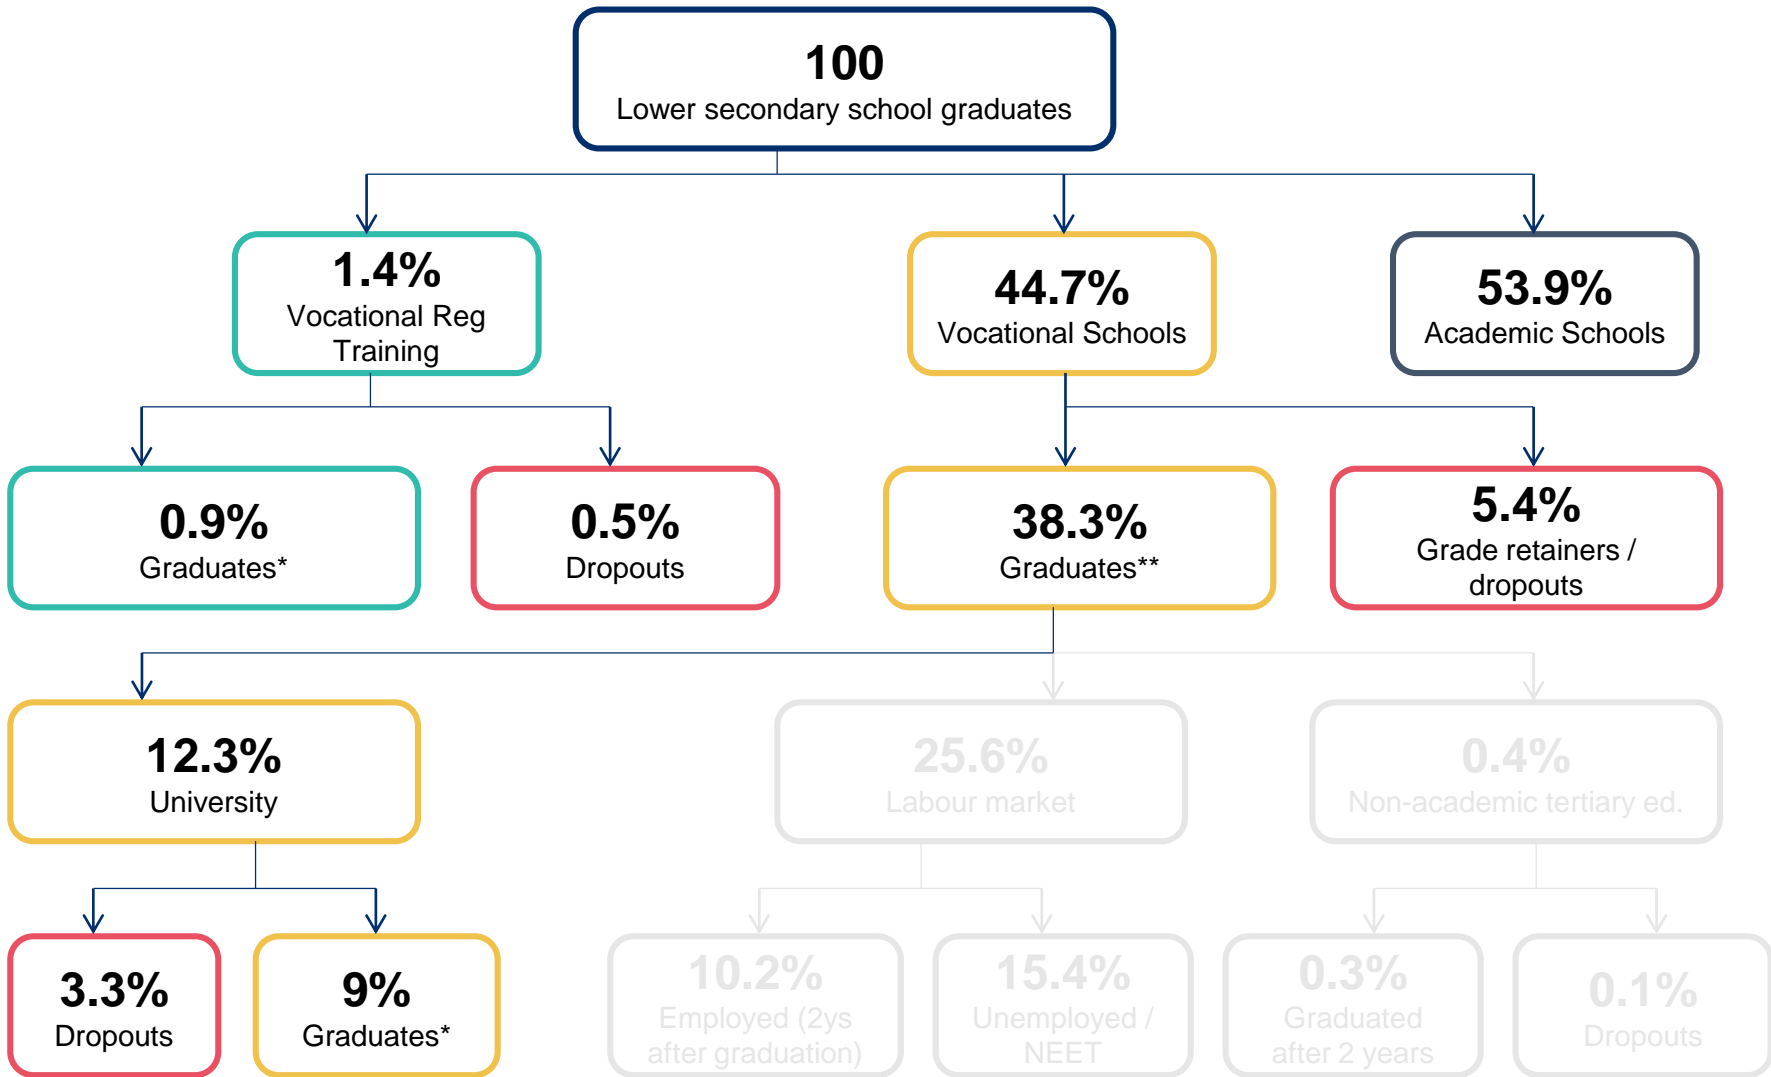 100
Lower secondary school graduates
1.4%
Vocational Reg
Training
44.7%
Vocational Schools
53.9%
Academic Schools
0.9%
Graduates*
0.5%
Dropouts
38.3%
Graduates**
5.4%
Grade retainers /
dropouts
12.3%
University
25.6%
Labour market
0.4%
Non-academic tertiary ed.
3.3%
Dropouts
9%
Graduates*
10.2%
Employed (2ys
after graduation)
15.4%
Unemployed /
NEET
0.3%
Graduated
after 2 years
0.1%
Dropouts